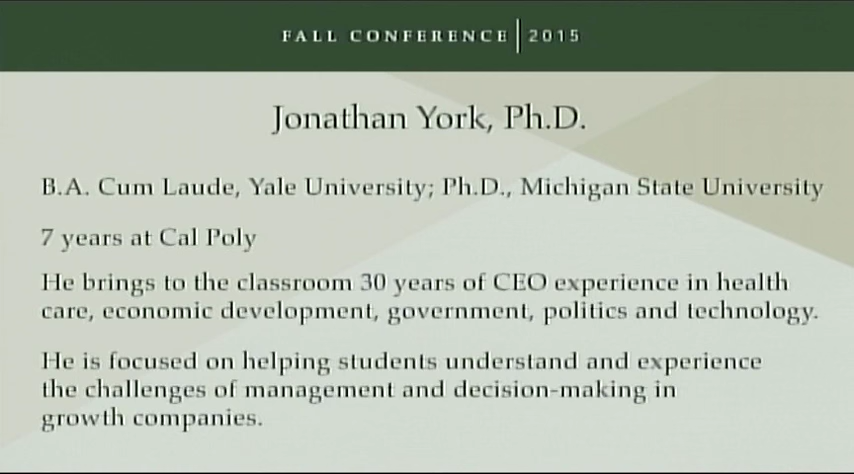 FALL CONFERENCE | 2015
Jonathan York, Ph.D.
B.A. Cum Laude, Yale University; Ph.D., Michigan State University
7 years at Cal Poly
He brings to the classroom 30 years of CEO experience in health
care, economic development, government, politics and technology.
He is focused on helping students understand and experience
the challenges of management and decision-making in
growth companies.